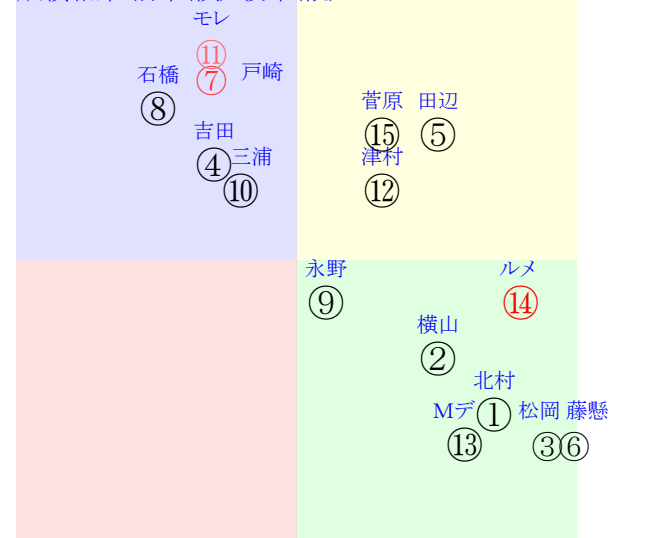 モレ
⑪
石橋 ⑦ 戸崎
⑧
菅原 田辺
吉田 ⑮ ⑤
④ 三浦 津村
⑩ ⑫
永野 ルメ
⑨ ⑭
横山
②
北村
Mデ ① 松岡 藤懸
⑬ ③⑥